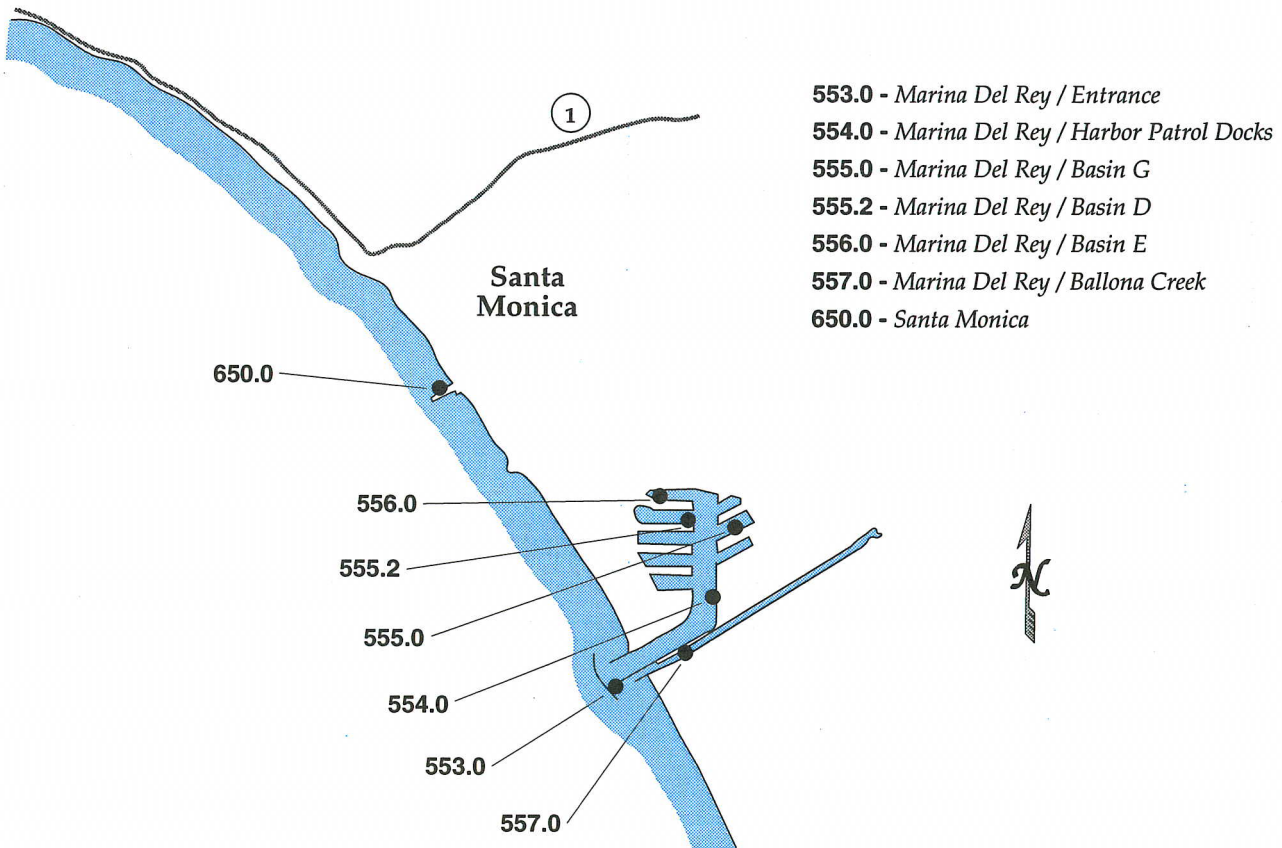 1
553.0 - Marina Del Rey / Entrance
554.0 - Marina Del Rey / Harbor Patrol Docks
555.0 - Marina Del Rey / Basin G
555.2 - Marina Del Rey / Basin D
556.0 - Marina Del Rey / Basin E
557.0 - Marina Del Rey / Ballona Creek
650.0 - Santa Monica
Santa
Monica
650.0
556.0
555.2
555.0
554.0
553.0
557.0
N